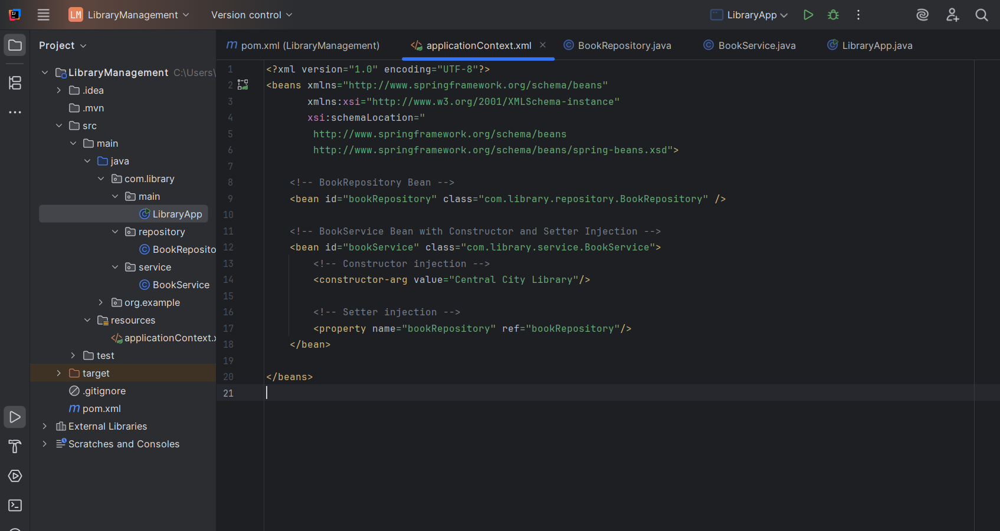 LM LibraryManagement Version control LibraryApp
Project
pom.xml (LibraryManagement) applicationContext.xml BookRepository.java BookService.java LibraryApp.java
LibraryManagement C:\Users\
.idea
.mvn
src
main
java
com.library
main
LibraryApp
repository
BookReposito
service
BookService
org.example
resources
applicationContext.x
test
target
.gitignore
pom.xml
External Libraries
Scratches and Consoles
1 <?xml version="1.0" encoding="UTF-8"?>
2 <beans xmlns="http://www.springframework.org/schema/beans"
3 xmlns:xsi="http://www.w3.org/2001/XMLSchema-instance"
4 xsi:schemaLocation="
5 http://www.springframework.org/schema/beans
6 http://www.springframework.org/schema/beans/spring-beans.xsd">
7
8 <!-- BookRepository Bean -->
9 <bean id="bookRepository" class="com.library.repository.BookRepository" />
10
11 <!-- BookService Bean with Constructor and Setter Injection -->
12 <bean id="bookService" class="com.library.service.BookService">
13 <!-- Constructor injection -->
14 <constructor-arg value="Central City Library"/>
15
16 <!-- Setter injection -->
17 <property name="bookRepository" ref="bookRepository"/>
18 </bean>
19
20 </beans>
21